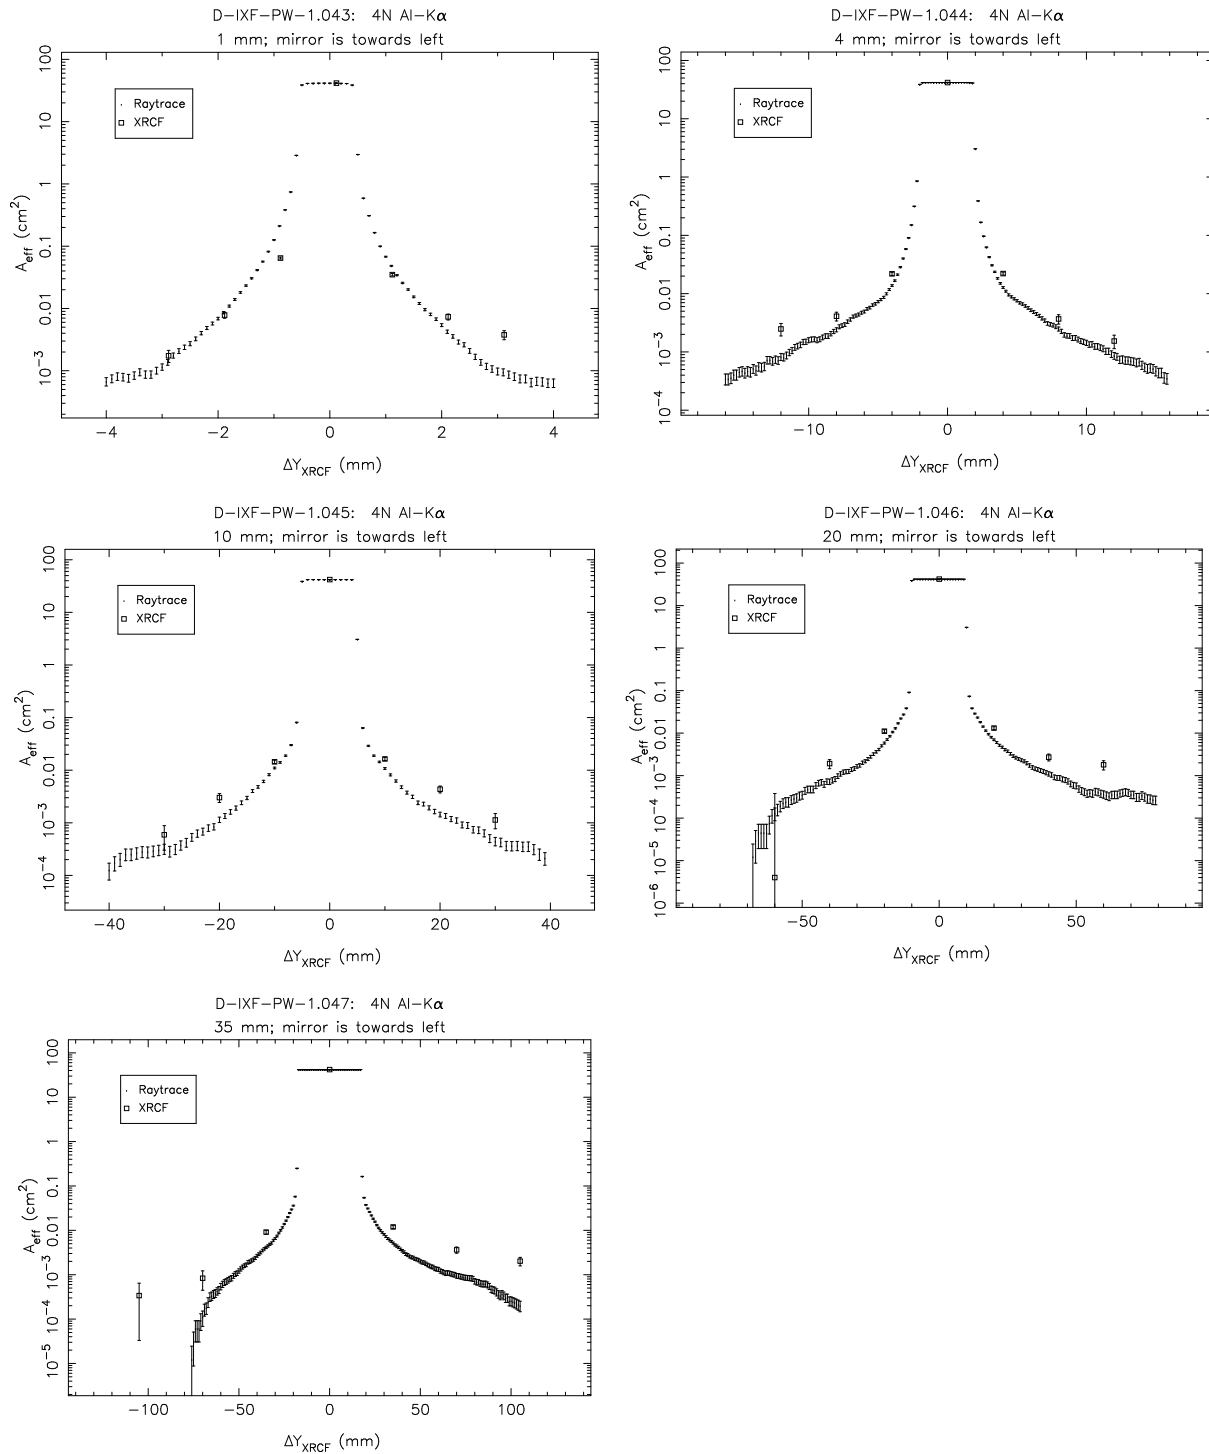 D-IXF-PW-1.043: 4N Al-Kα
1 mm; mirror is towards left
100
10
1
0.1
0.01
10⁻³
A_eff (cm²)
Raytrace
XRCF
−4 −2 0 2 4
ΔY_XRCF (mm)
D-IXF-PW-1.044: 4N Al-Kα
4 mm; mirror is towards left
100
10
1
0.1
0.01
10⁻³
10⁻⁴
A_eff (cm²)
Raytrace
XRCF
−10 0 10
ΔY_XRCF (mm)
D-IXF-PW-1.045: 4N Al-Kα
10 mm; mirror is towards left
100
10
1
0.1
0.01
10⁻³
10⁻⁴
A_eff (cm²)
Raytrace
XRCF
−40 −20 0 20 40
ΔY_XRCF (mm)
D-IXF-PW-1.046: 4N Al-Kα
20 mm; mirror is towards left
100
10
1
0.1
0.01
10⁻³
10⁻⁴
10⁻⁵
10⁻⁶
A_eff (cm²)
Raytrace
XRCF
−50 0 50
ΔY_XRCF (mm)
D-IXF-PW-1.047: 4N Al-Kα
35 mm; mirror is towards left
100
10
1
0.1
0.01
10⁻³
10⁻⁴
10⁻⁵
A_eff (cm²)
Raytrace
XRCF
−100 −50 0 50 100
ΔY_XRCF (mm)